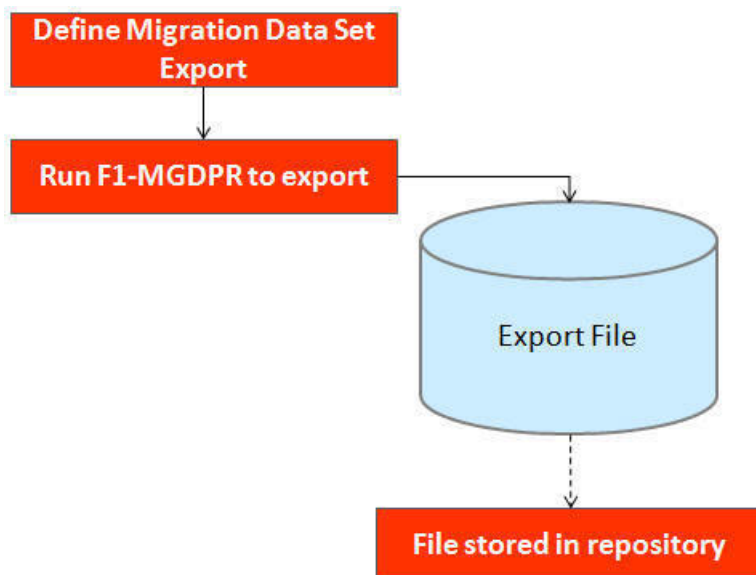 Define Migration Data Set
Export
Run F1-MGDPR to export
Export File
File stored in repository